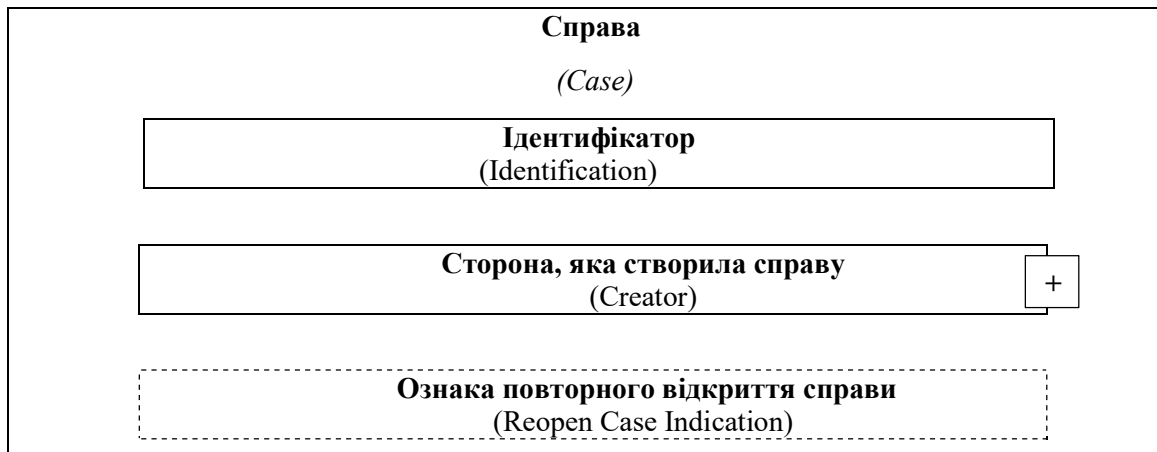 Справа
(Case)
Ідентифікатор
(Identification)
Сторона, яка створила справу
(Creator)
+
Ознака повторного відкриття справи
(Reopen Case Indication)